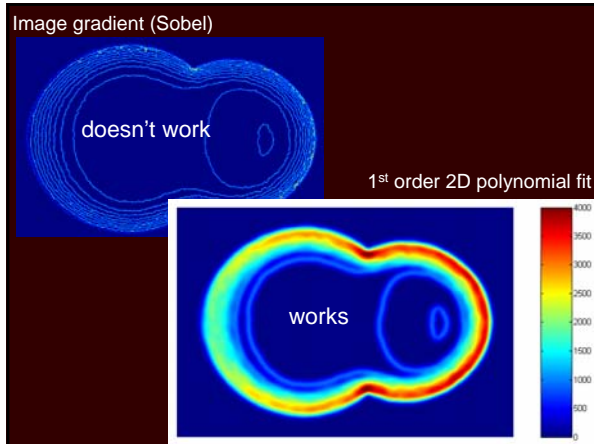 Image gradient (Sobel)
doesn't work
1st order 2D polynomial fit
works
4000
3500
3000
2500
2000
1500
1000
500
0